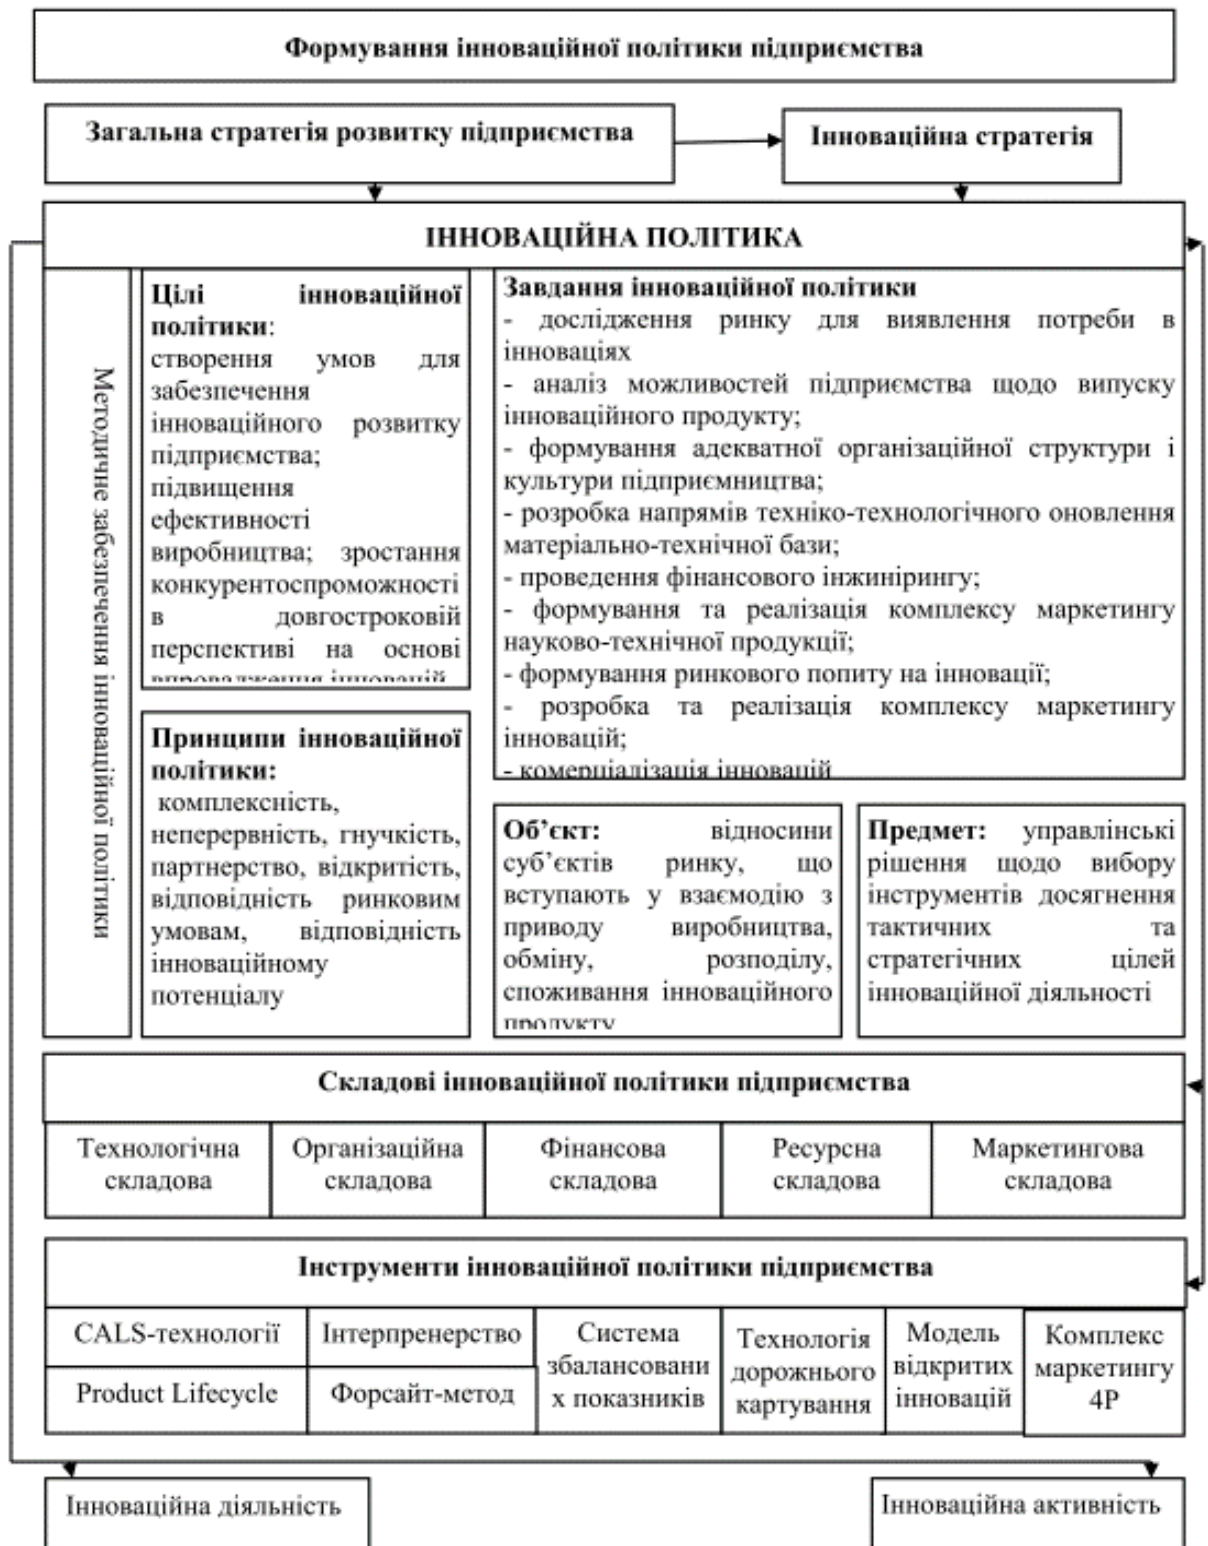 Формування інноваційної політики підприємства
Загальна стратегія розвитку підприємства
Інноваційна стратегія
ІННОВАЦІЙНА ПОЛІТИКА
Методичне забезпечення інноваційної політики
Цілі інноваційної
політики:
створення умов для
забезпечення
інноваційного розвитку
підприємства;
підвищення
ефективності
виробництва; зростання
конкурентоспроможності
в довгостроковій
перспективі на основі
впровадження інновацій
Принципи інноваційної
політики:
комплексність,
неперервність, гнучкість,
партнерство, відкритість,
відповідність ринковим
умовам, відповідність
інноваційному
потенціалу
Завдання інноваційної політики
- дослідження ринку для виявлення потреби в
інноваціях
- аналіз можливостей підприємства щодо випуску
інноваційного продукту;
- формування адекватної організаційної структури і
культури підприємництва;
- розробка напрямів техніко-технологічного оновлення
матеріально-технічної бази;
- проведення фінансового інжинірингу;
- формування та реалізація комплексу маркетингу
науково-технічної продукції;
- формування ринкового попиту на інновації;
- розробка та реалізація комплексу маркетингу
інновацій;
- комерціалізація інновацій
Об’єкт: відносини
суб’єктів ринку, що
вступають у взаємодію з
приводу виробництва,
обміну, розподілу,
споживання інноваційного
продукту
Предмет: управлінські
рішення щодо вибору
інструментів досягнення
тактичних та
стратегічних цілей
інноваційної діяльності
Складові інноваційної політики підприємства
Технологічна
складова
Організаційна
складова
Фінансова
складова
Ресурсна
складова
Маркетингова
складова
Інструменти інноваційної політики підприємства
CALS-технології
Product Lifecycle
Інтерпренерство
Форсайт-метод
Система
збалансовани
х показників
Технологія
дорожнього
картування
Модель
відкритих
інновацій
Комплекс
маркетингу
4Р
Інноваційна діяльність
Інноваційна активність